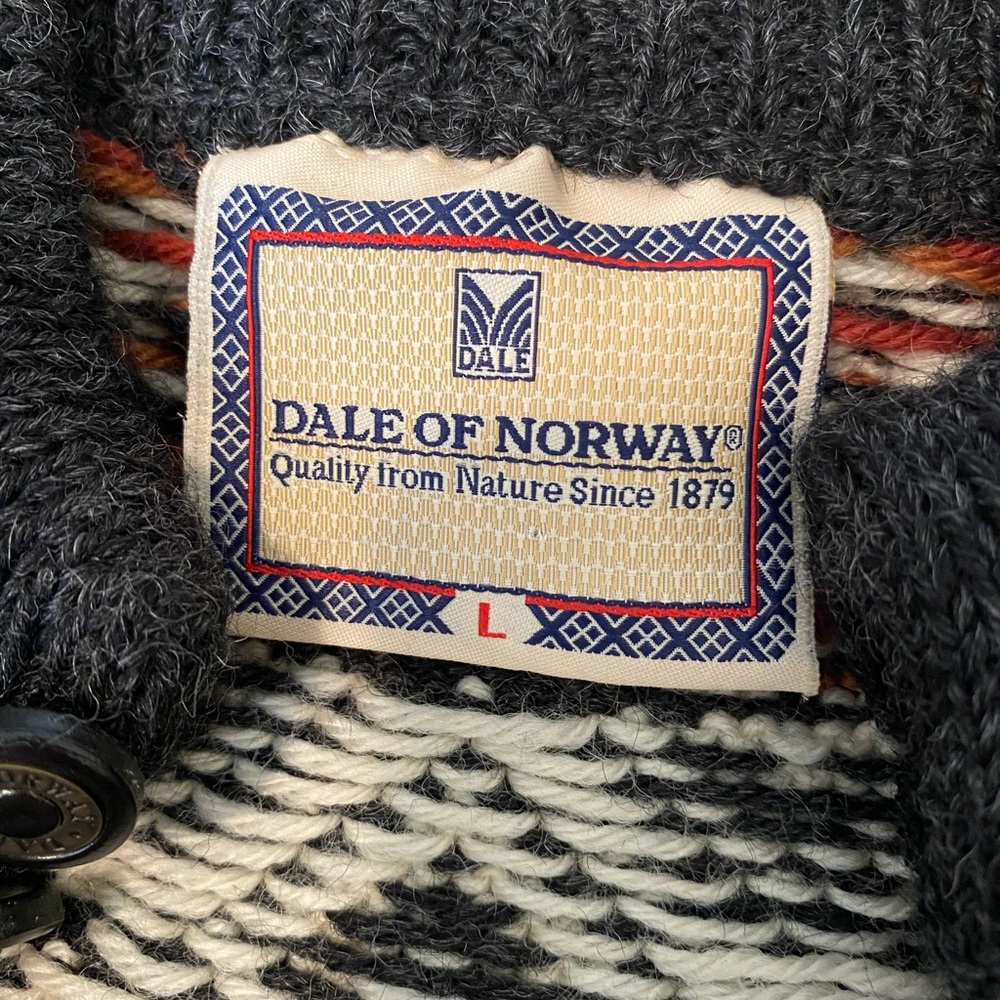 DALE
DALE OF NORWAY®
Quality from Nature Since 1879
L